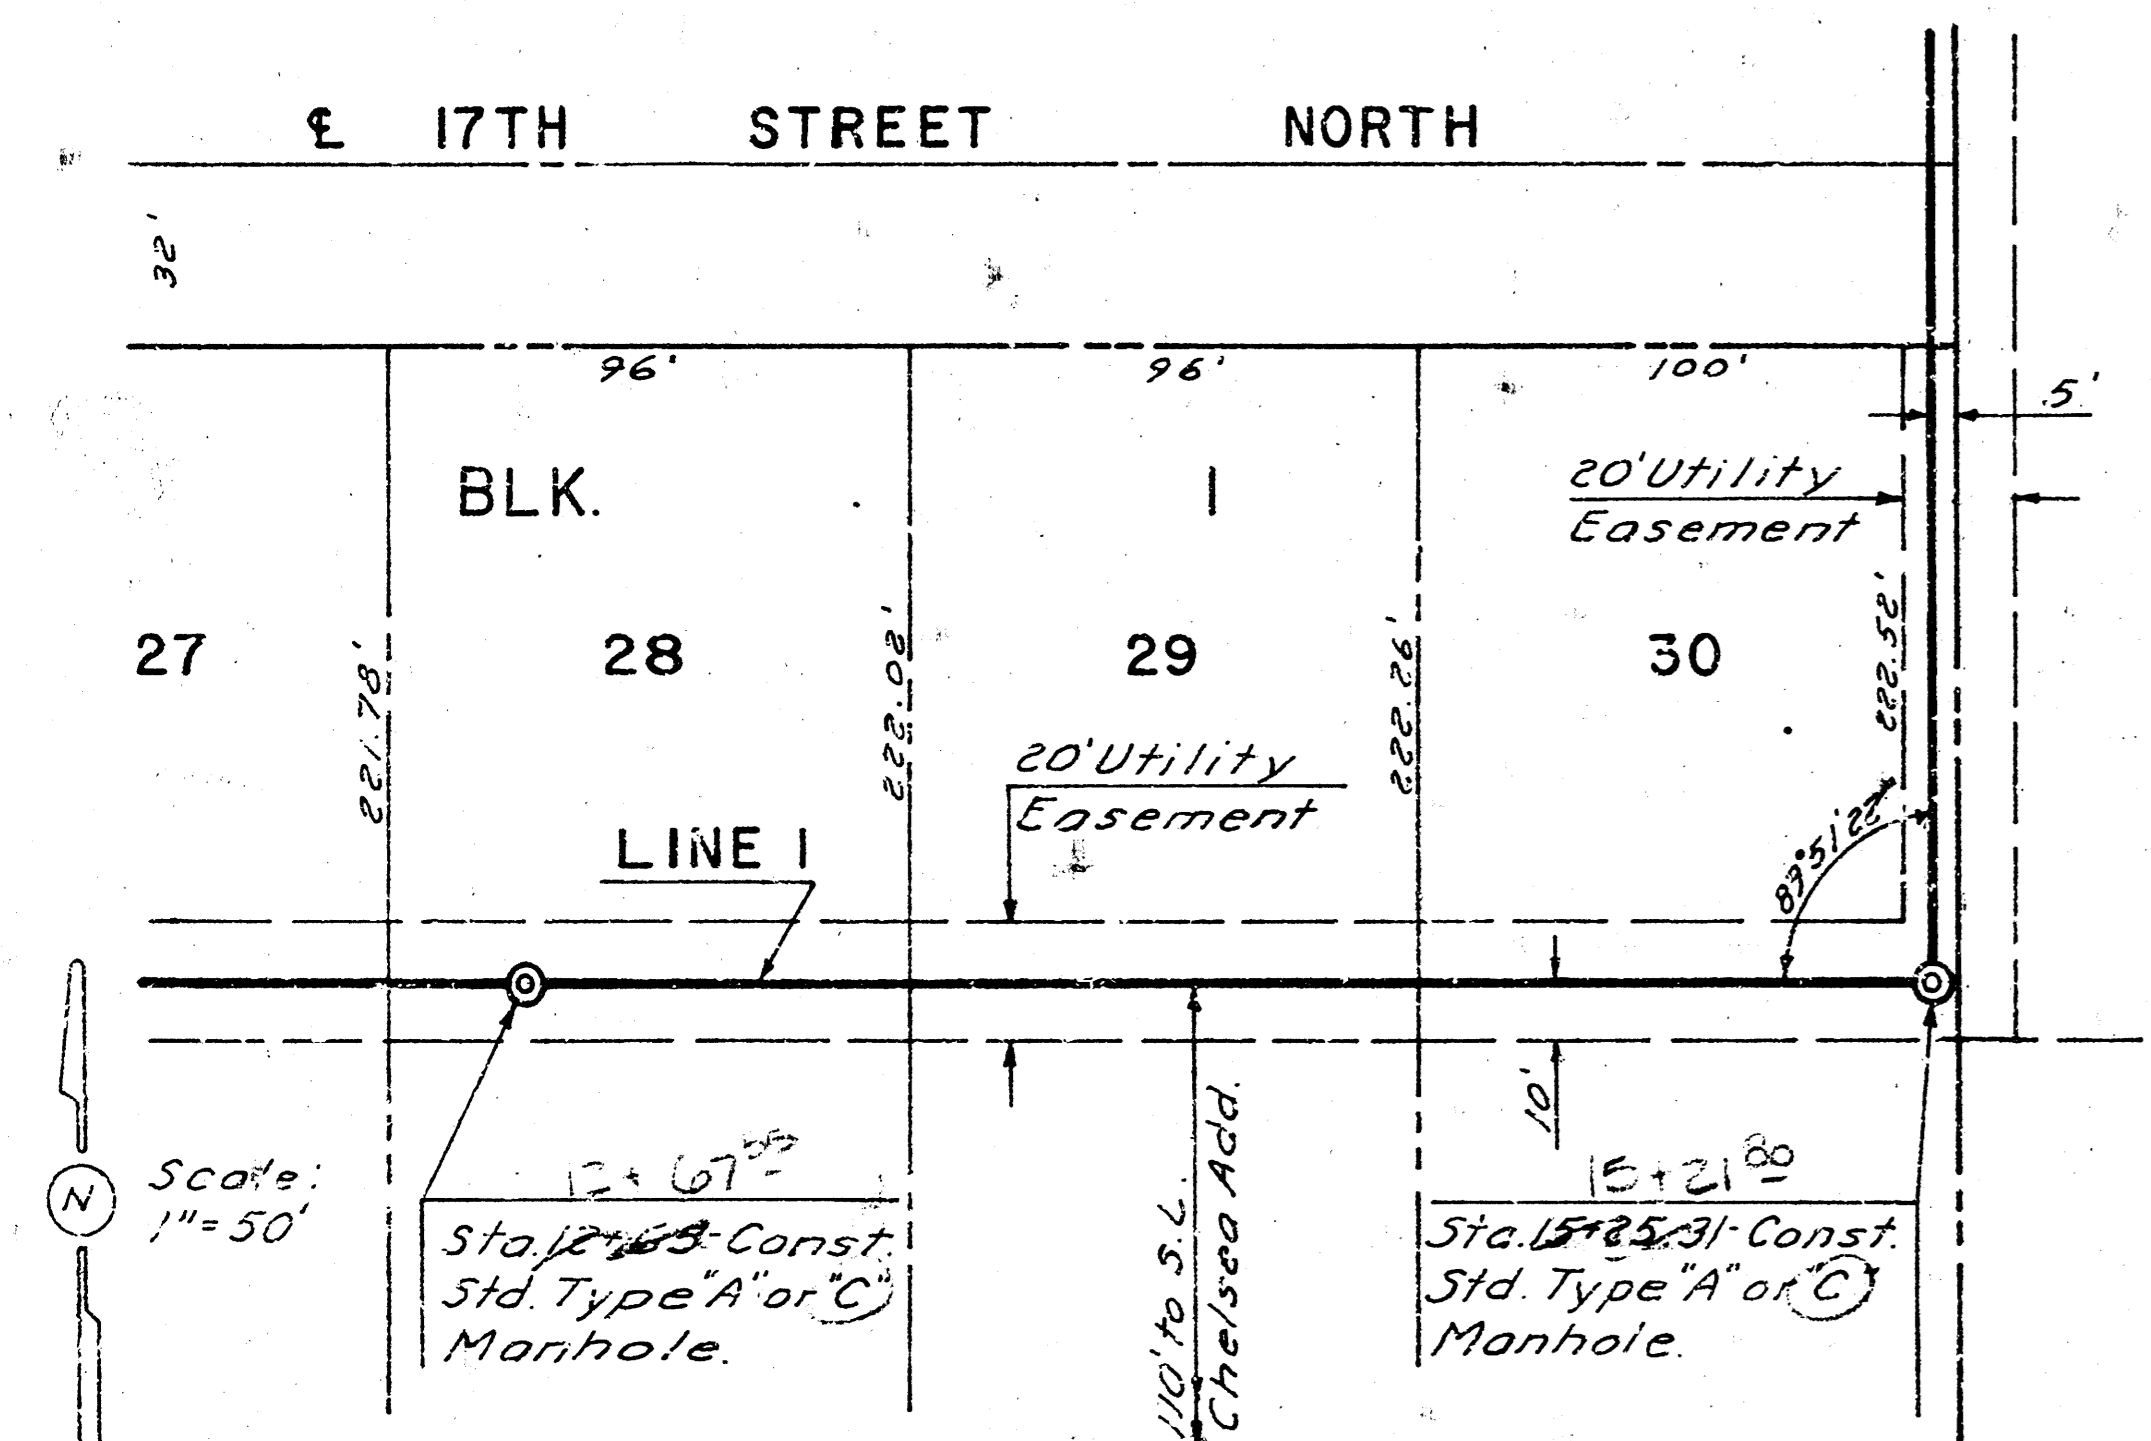 ℄ 17TH STREET NORTH
32'
96'
96'
100'
5'
BLK. 1
20' Utility
Easement
27
28
29
30
221.78'
222.02'
222.26'
222.52'
20' Utility
Easement
LINE 1
89°51'22"
10'
N
Scale:
1"=50'
12+67
Sta. 12+63-Const.
Std. Type "A" or "C"
Manhole.
110' to S.L.
Chelsea Add.
15+21 80
Sta. 15+25.31-Const.
Std. Type "A" or "C"
Manhole.